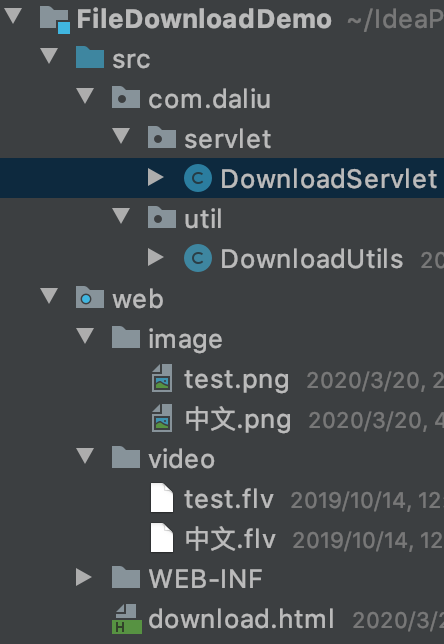 FileDownloadDemo ~/IdeaP
src
com.daliu
servlet
DownloadServlet
util
DownloadUtils 20
web
image
test.png 2020/3/20, 2
中文.png 2020/3/20, 4
video
test.flv 2019/10/14, 12
中文.flv 2019/10/14, 12
WEB-INF
download.html 2020/3/2